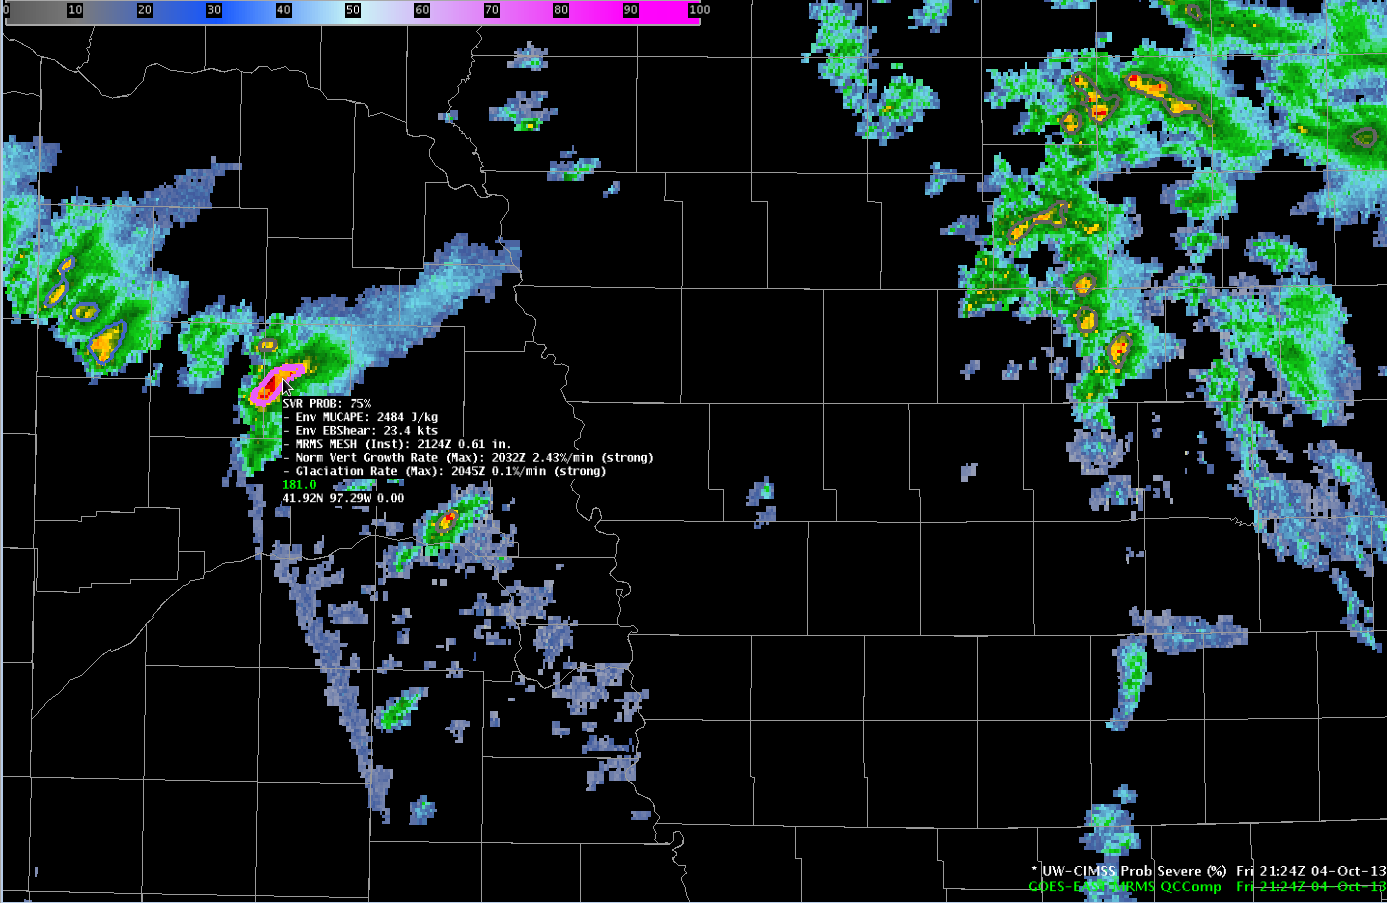 0 10 20 30 40 50 60 70 80 90 100
SVR PROB: 75%
- Env MUCAPE: 2484 J/kg
- Env EBShear: 23.4 kts
- MRMS MESH (Inst): 2124Z 0.61 in.
- Norm Vert Growth Rate (Max): 2032Z 2.43%/min (strong)
- Glaciation Rate (Max): 2045Z 0.1%/min (strong)
181.0
41.92N 97.29W 0.00
* UW-CIMSS Prob Severe (%) Fri 21:24Z 04-Oct-13
GOES-EAST MRMS QCComp Fri 21:24Z 04-Oct-13